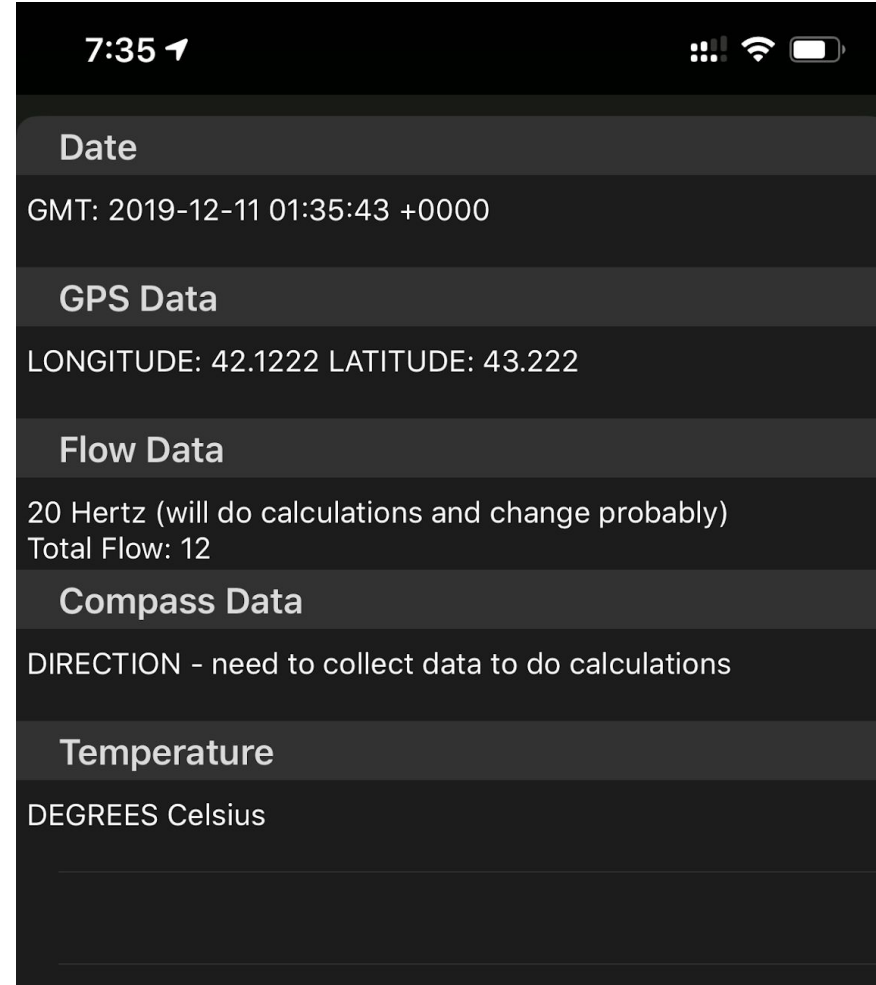 7:35
Date
GMT: 2019-12-11 01:35:43 +0000
GPS Data
LONGITUDE: 42.1222 LATITUDE: 43.222
Flow Data
20 Hertz (will do calculations and change probably)
Total Flow: 12
Compass Data
DIRECTION - need to collect data to do calculations
Temperature
DEGREES Celsius